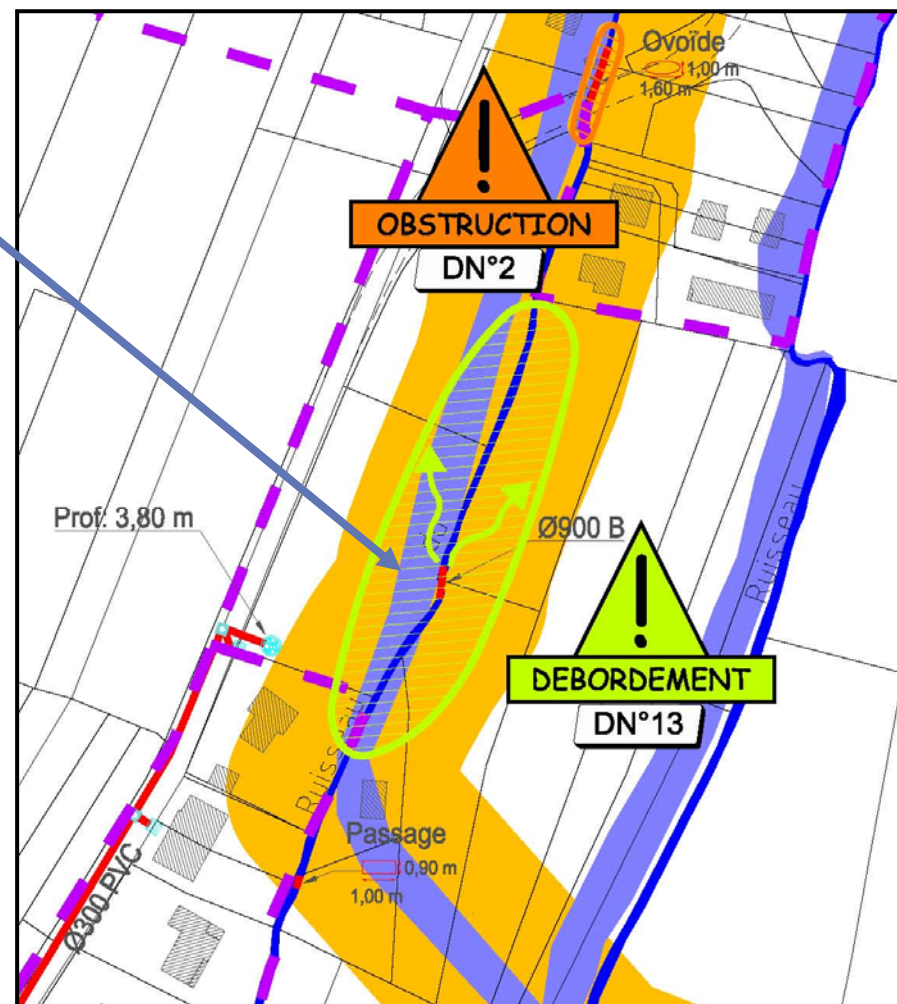 Ovoïde
1,00 m
1,60 m
!
OBSTRUCTION
DN°2
Prof: 3,80 m
Ø900 B
Ruisseau
!
DEBORDEMENT
DN°13
Ruisseau
Passage
0,90 m
1,00 m
Ø300 PVC